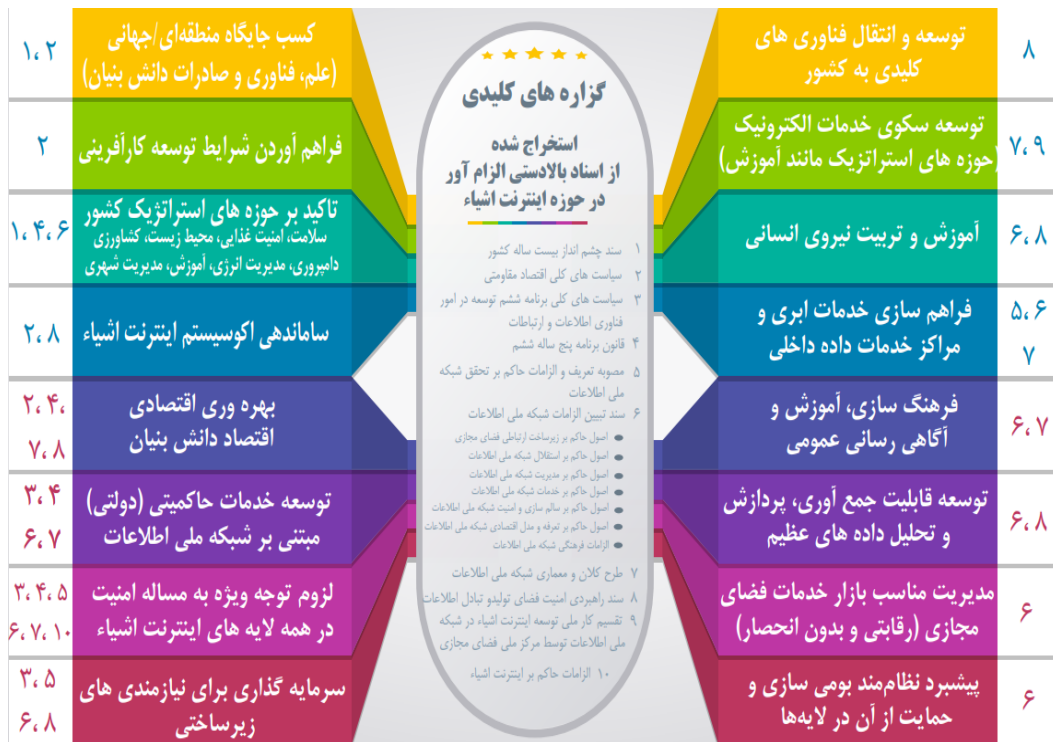 گزاره های کلیدی
استخراج شده
از اسناد بالادستی الزام آور
در حوزه اینترنت اشیاء
۱ سند چشم انداز بیست ساله کشور
۲ سیاست های کلی اقتصاد مقاومتی
۳ سیاست های کلی برنامه ششم توسعه در امور
فناوری اطلاعات و ارتباطات
۴ قانون برنامه پنج ساله ششم
۵ مصوبه تعریف و الزامات حاکم بر تحقق شبکه
ملی اطلاعات
۶ سند تبیین الزامات شبکه ملی اطلاعات
● اصول حاکم بر زیرساخت ارتباطی فضای مجازی
● اصول حاکم بر استقلال شبکه ملی اطلاعات
● اصول حاکم بر مدیریت شبکه ملی اطلاعات
● اصول حاکم بر خدمات شبکه ملی اطلاعات
● اصول حاکم بر سالم سازی و امنیت شبکه ملی اطلاعات
● اصول حاکم بر تعرفه و مدل اقتصادی شبکه ملی اطلاعات
● الزامات فرهنگی شبکه ملی اطلاعات
۷ طرح کلان و معماری شبکه ملی اطلاعات
۸ سند راهبردی امنیت فضای تولیدو تبادل اطلاعات
۹ تقسیم کار ملی توسعه اینترنت اشیاء در شبکه
ملی اطلاعات توسط مرکز ملی فضای مجازی
۱۰ الزامات حاکم بر اینترنت اشیاء
توسعه و انتقال فناوری های
کلیدی به کشور
۸
توسعه سکوی خدمات الکترونیک
(حوزه های استراتژیک مانند آموزش)
۷،۹
آموزش و تربیت نیروی انسانی
۶،۸
فراهم سازی خدمات ابری و
مراکز خدمات داده داخلی
۵،۶
۷
فرهنگ سازی، آموزش و
آگاهی رسانی عمومی
۶،۷
توسعه قابلیت جمع آوری، پردازش
و تحلیل داده های عظیم
۶،۸
مدیریت مناسب بازار خدمات فضای
مجازی (رقابتی و بدون انحصار)
۶
پیشبرد نظام‌مند بومی سازی و
حمایت از آن در لایه‌ها
۶
کسب جایگاه منطقه‌ای/جهانی
(علم، فناوری و صادرات دانش بنیان)
۱،۲
فراهم آوردن شرایط توسعه کارآفرینی
۲
تاکید بر حوزه های استراتژیک کشور
سلامت، امنیت غذایی، محیط زیست، کشاورزی
دامپروری، مدیریت انرژی، آموزش، مدیریت شهری
۱،۴،۶
ساماندهی اکوسیستم اینترنت اشیاء
۲،۸
بهره وری اقتصادی
اقتصاد دانش بنیان
۲،۴،
۷،۸
توسعه خدمات حاکمیتی (دولتی)
مبتنی بر شبکه ملی اطلاعات
۳،۴
۶،۷
لزوم توجه ویژه به مساله امنیت
در همه لایه های اینترنت اشیاء
۳،۴،۵
۶،۷،۱۰
سرمایه گذاری برای نیازمندی های
زیرساختی
۳،۵
۶،۸